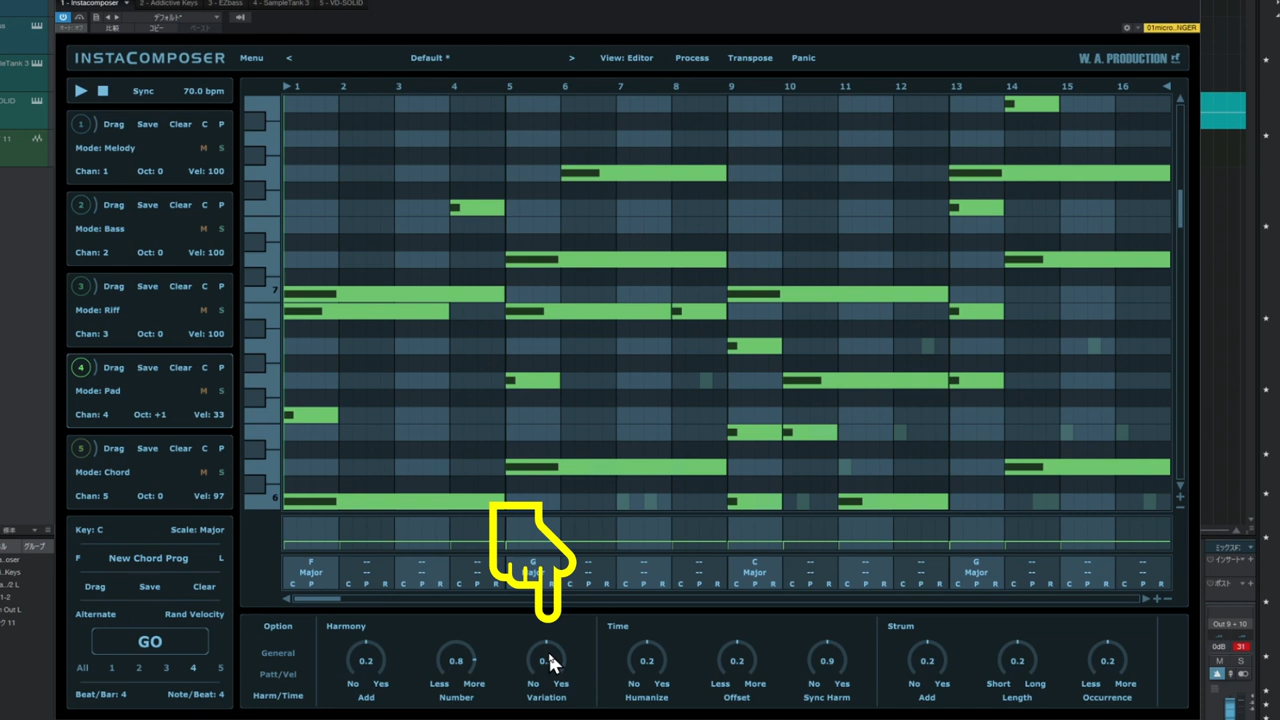 1 - Instacomposer 2 - Addictive Keys 3 - EZbass 4 - SampleTank 3 5 - VD-SOLID
デフォルト*
比較 コピー ペースト
01micro...NGER
INSTACOMPOSER Menu < Default * > View: Editor Process Transpose Panic W. A. PRODUCTION
Sync 70.0 bpm
1 2 3 4 5 6 7 8 9 10 11 12 13 14 15 16
1 Drag Save Clear C P
Mode: Melody M S
Chan: 1 Oct: 0 Vel: 100
2 Drag Save Clear C P
Mode: Bass M S
Chan: 2 Oct: 0 Vel: 100
3 Drag Save Clear C P
Mode: Riff M S
Chan: 3 Oct: 0 Vel: 100
4 Drag Save Clear C P
Mode: Pad M S
Chan: 4 Oct: +1 Vel: 33
5 Drag Save Clear C P
Mode: Chord M S
Chan: 5 Oct: 0 Vel: 97
7
6
Key: C Scale: Major
F New Chord Prog L
Drag Save Clear
Alternate Rand Velocity
GO
All 1 2 3 4 5
Beat/Bar: 4 Note/Beat: 4
F -- -- -- G -- -- -- C -- -- -- G -- -- --
Major -- -- -- -- -- -- Major -- -- -- Major -- -- --
C P R C P R C P R C P R C P R C P R C P R C P R C P R C P R C P R C P R C P R C P R C P R
Option Harmony Time Strum
General
Patt/Vel
Harm/Time
0.2 0.8 0.2 0.2 0.9 0.2 0.2 0.2
No Yes Less More No Yes No Yes Less More No Yes No Yes Short Long Less More
Add Number Variation Humanize Offset Sync Harm Add Length Occurrence
標準
グループ
Out 9 + 10
0dB 31
M S